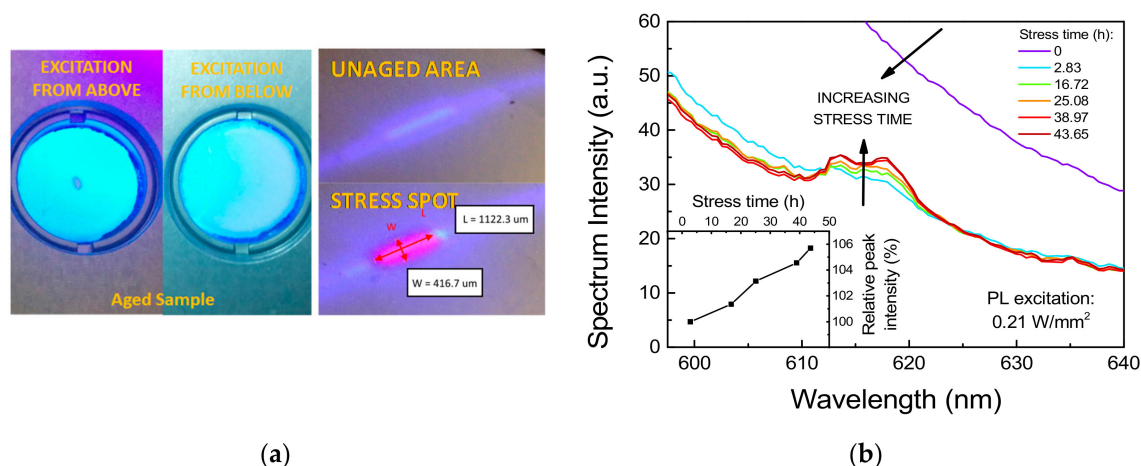 EXCITATION
FROM ABOVE
EXCITATION
FROM BELOW
Aged Sample
UNAGED AREA
STRESS SPOT
L
W
L = 1122.3 um
W = 416.7 um
(a)
Spectrum Intensity (a.u.)
60
50
40
30
20
10
0
600
610
620
630
640
Wavelength (nm)
INCREASING
STRESS TIME
Stress time (h):
0
2.83
16.72
25.08
38.97
43.65
Stress time (h)
0 10 20 30 40 50
106
104
102
100
Relative peak
intensity (%)
PL excitation:
0.21 W/mm²
(b)